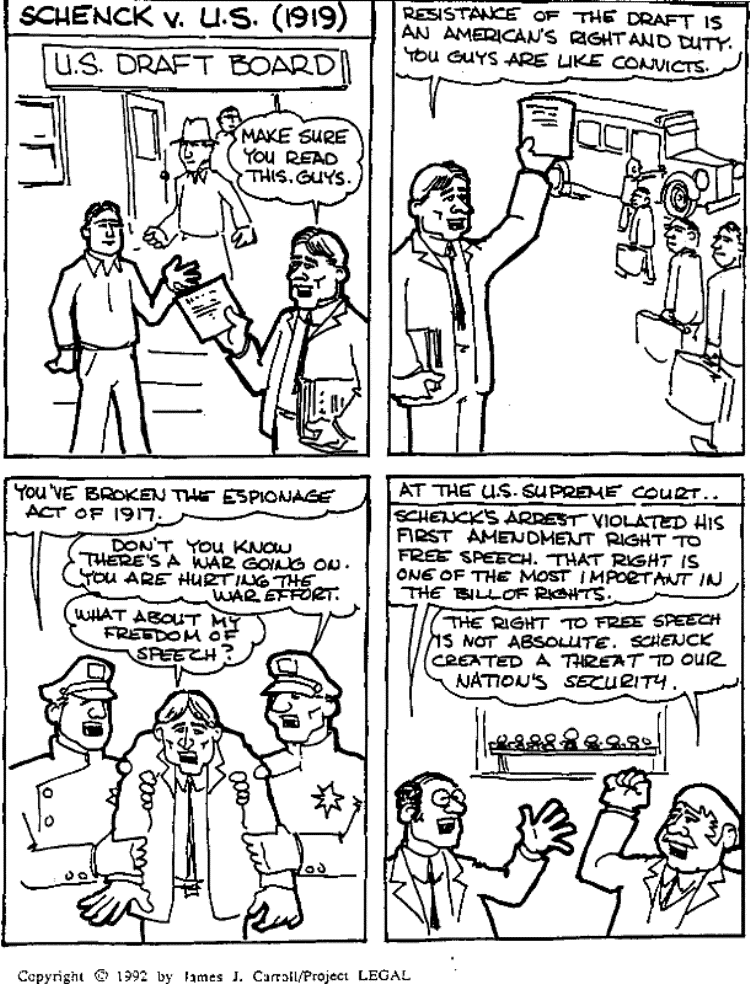 SCHENCK v. U.S. (1919)
U.S. DRAFT BOARD
MAKE SURE
YOU READ
THIS. GUYS.
RESISTANCE OF THE DRAFT IS
AN AMERICAN'S RIGHT AND DUTY.
YOU GUYS ARE LIKE CONVICTS.
YOU'VE BROKEN THE ESPIONAGE
ACT OF 1917.
DON'T YOU KNOW
THERE'S A WAR GOING ON.
YOU ARE HURTING THE
WAR EFFORT.
WHAT ABOUT MY
FREEDOM OF
SPEECH?
AT THE U.S. SUPREME COURT..
SCHENCK'S ARREST VIOLATED HIS
FIRST AMENDMENT RIGHT TO
FREE SPEECH. THAT RIGHT IS
ONE OF THE MOST IMPORTANT IN
THE BILL OF RIGHTS.
THE RIGHT TO FREE SPEECH
IS NOT ABSOLUTE. SCHENCK
CREATED A THREAT TO OUR
NATION'S SECURITY.
Copyright © 1992 by James J. Carroll/Project LEGAL